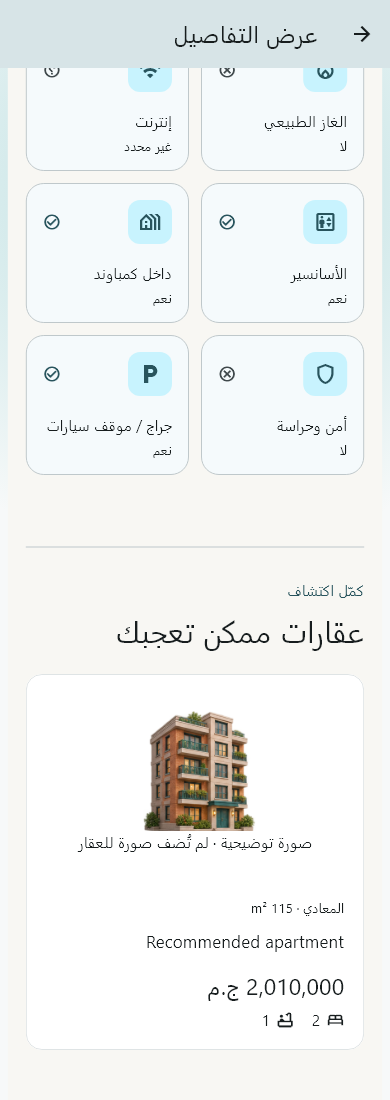 عرض التفاصيل
الغاز الطبيعي
لا
إنترنت
غير محدد
الأسانسير
نعم
داخل كمباوند
نعم
أمن وحراسة
لا
جراج / موقف سيارات
نعم
كمّل اكتشاف
عقارات ممكن تعجبك
صورة توضيحية · لم تُضف صورة للعقار
المعادي · 115 m²
Recommended apartment
2,010,000 ج.م
2 1